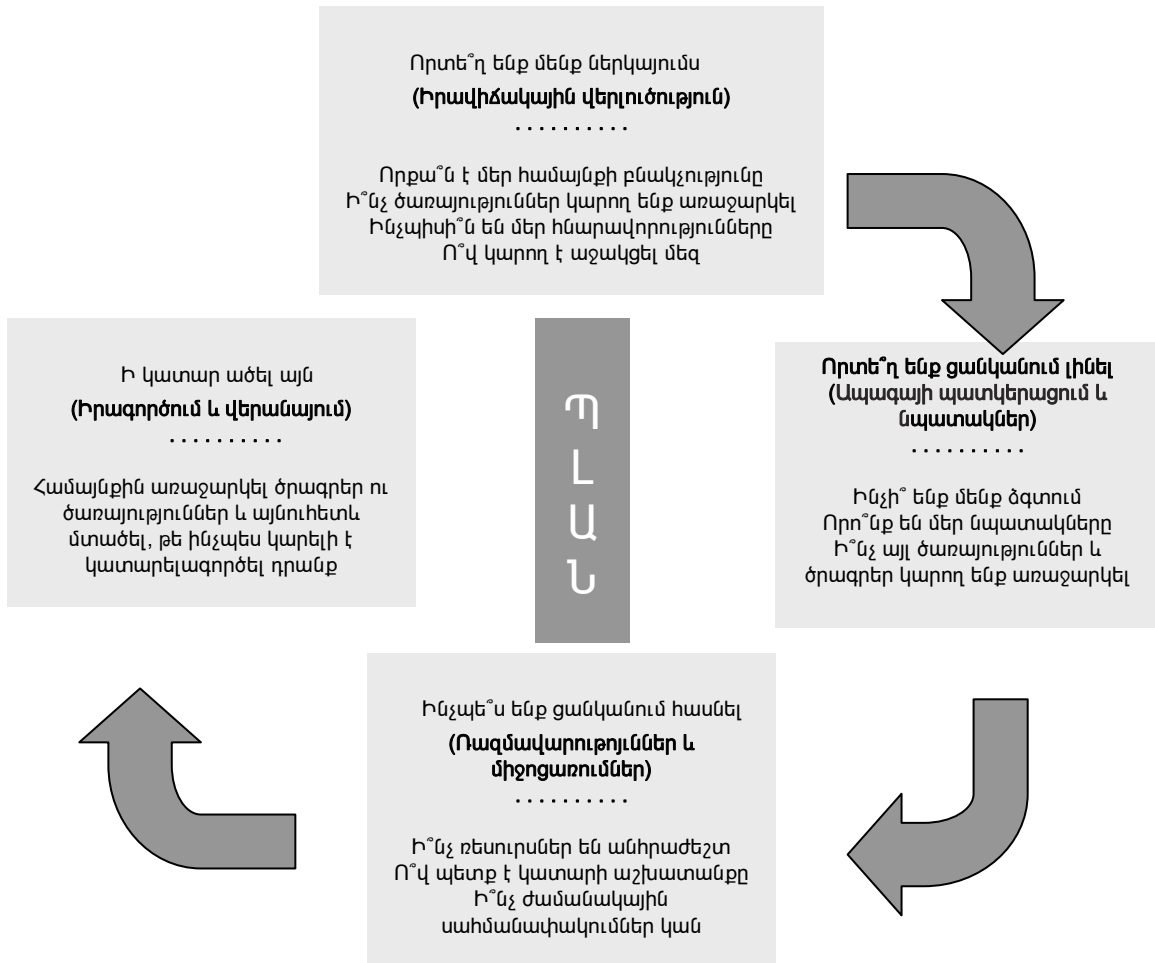 Որտե՞ղ ենք մենք ներկայումս
(Իրավիճակային վերլուծություն)
. . . . . . . . . .
Որքա՞ն է մեր համայնքի բնակչությունը
Ի՞նչ ծառայություններ կարող ենք առաջարկել
Ինչպիսի՞ն են մեր հնարավորությունները
Ո՞վ կարող է աջակցել մեզ
Որտե՞ղ ենք ցանկանում լինել
(Ապագայի պատկերացում և
նպատակներ)
. . . . . . . . . .
Ինչի՞ ենք մենք ձգտում
Որո՞նք են մեր նպատակները
Ի՞նչ այլ ծառայություններ և
ծրագրեր կարող ենք առաջարկել
Ինչպե՞ս ենք ցանկանում հասնել
(Ռազմավարութոյւններ և
միջոցառումներ)
. . . . . . . . . .
Ի՞նչ ռեսուրսներ են անհրաժեշտ
Ո՞վ պետք է կատարի աշխատանքը
Ի՞նչ ժամանակային
սահմանափակումներ կան
Ի կատար ածել այն
(Իրագործում և վերանայում)
. . . . . . . . . .
Համայնքին առաջարկել ծրագրեր ու
ծառայություններ և այնուհետև
մտածել, թե ինչպես կարելի է
կատարելագործել դրանք
Պ
Լ
Ա
Ն